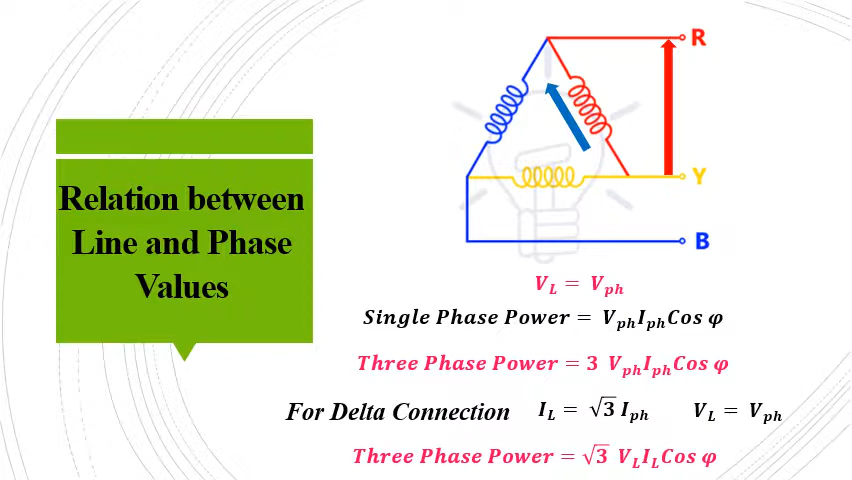 Relation between
Line and Phase
Values
R
Y
B
V_L = V_ph
Single Phase Power = V_ph I_ph Cos φ
Three Phase Power = 3 V_ph I_ph Cos φ
For Delta Connection I_L = √3 I_ph V_L = V_ph
Three Phase Power = √3 V_L I_L Cos φ